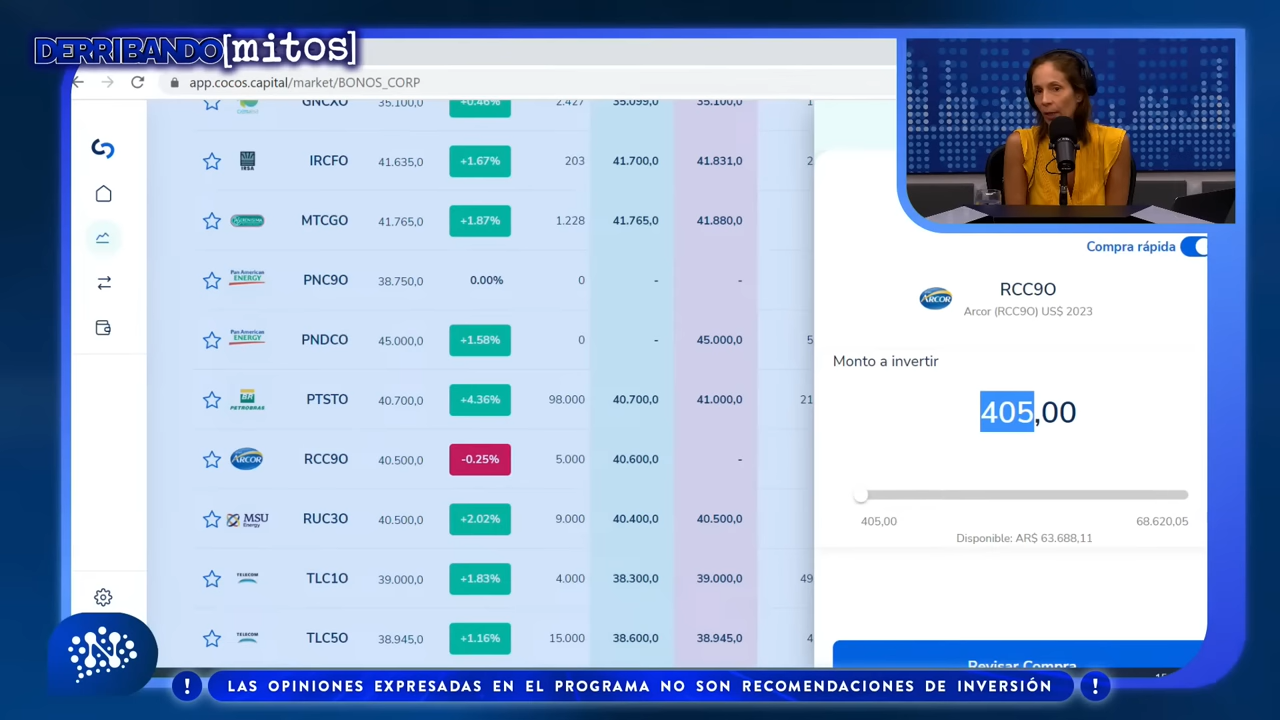 DERRIBANDO[mitos]
app.cocos.capital/market/BONOS_CORP
GNCXO 35.100,0 +0.46% 2.427 35.099,0 35.100,0 1
IRSA IRCFO 41.635,0 +1.67% 203 41.700,0 41.831,0 2
MTCGO 41.765,0 +1.87% 1.228 41.765,0 41.880,0
Pan American ENERGY PNC9O 38.750,0 0.00% 0 - -
Pan American ENERGY PNDCO 45.000,0 +1.58% 0 - 45.000,0 5
BR PETROBRAS PTSTO 40.700,0 +4.36% 98.000 40.700,0 41.000,0 21
ARCOR RCC9O 40.500,0 -0.25% 5.000 40.600,0 -
MSU Energy RUC3O 40.500,0 +2.02% 9.000 40.400,0 40.500,0
TELECOM TLC1O 39.000,0 +1.83% 4.000 38.300,0 39.000,0 49
TELECOM TLC5O 38.945,0 +1.16% 15.000 38.600,0 38.945,0 4
Compra rápida
ARCOR RCC9O
Arcor (RCC9O) US$ 2023
Monto a invertir
405,00
405,00 68.620,05
Disponible: AR$ 63.688,11
Revisar Compra
N
! LAS OPINIONES EXPRESADAS EN EL PROGRAMA NO SON RECOMENDACIONES DE INVERSIÓN !